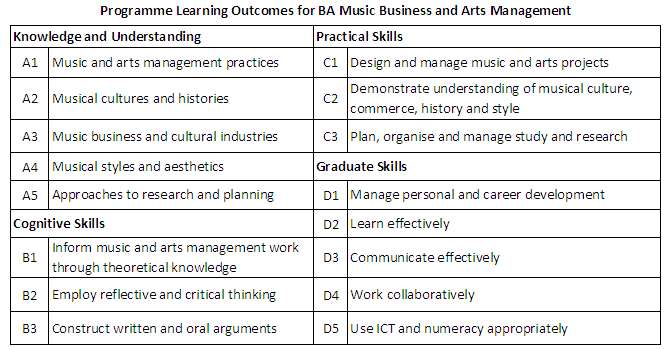 Programme Learning Outcomes for BA Music Business and Arts Management
Knowledge and Understanding
A1 Music and arts management practices
A2 Musical cultures and histories
A3 Music business and cultural industries
A4 Musical styles and aesthetics
A5 Approaches to research and planning
Cognitive Skills
B1 Inform music and arts management work
through theoretical knowledge
B2 Employ reflective and critical thinking
B3 Construct written and oral arguments
Practical Skills
C1 Design and manage music and arts projects
C2 Demonstrate understanding of musical culture,
commerce, history and style
C3 Plan, organise and manage study and research
Graduate Skills
D1 Manage personal and career development
D2 Learn effectively
D3 Communicate effectively
D4 Work collaboratively
D5 Use ICT and numeracy appropriately